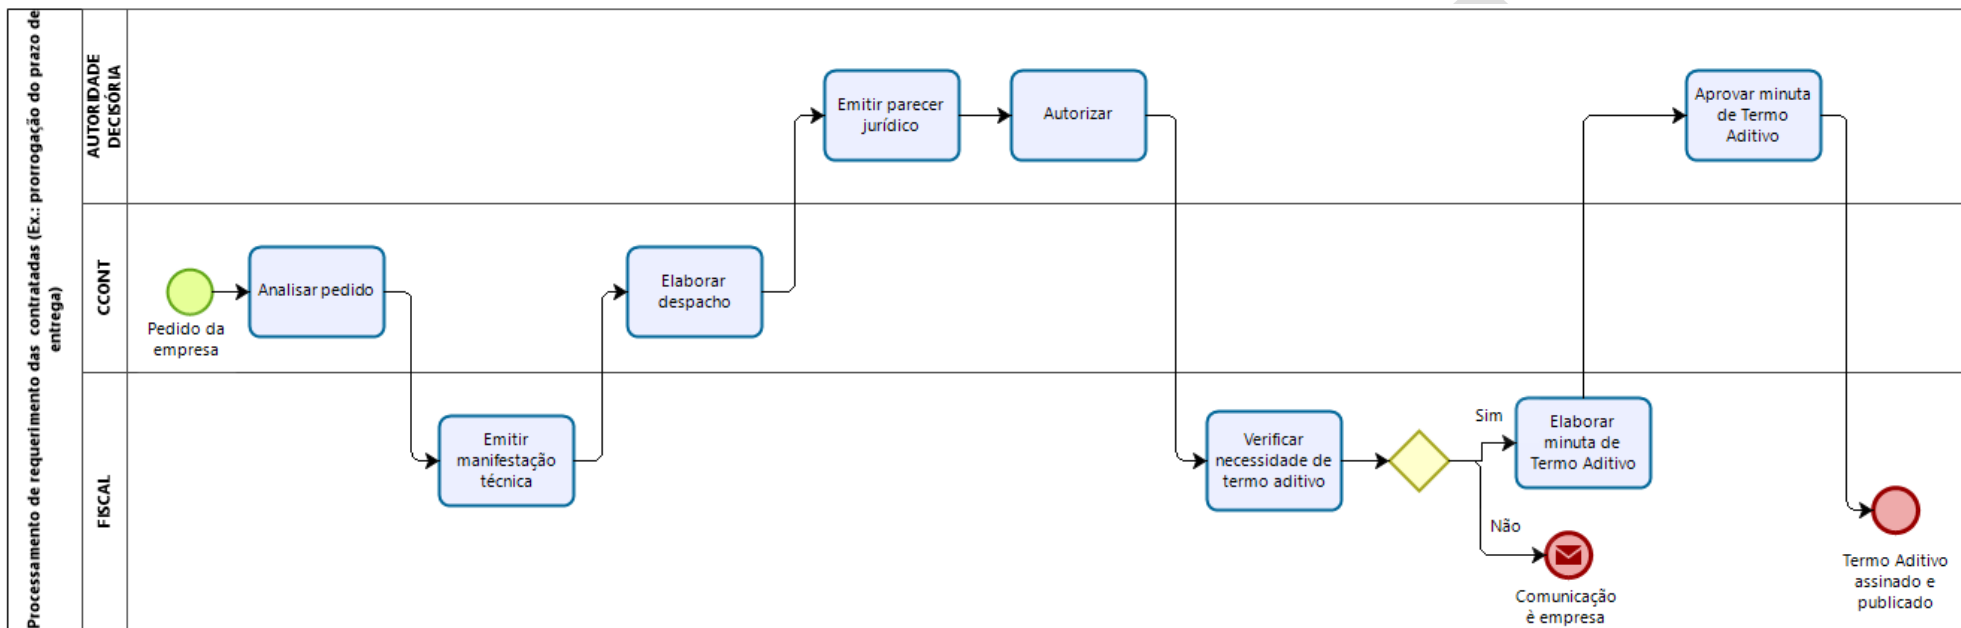 Processamento de requerimento das contratadas (Ex.: prorrogação do prazo de
entrega)
AUTORIDADE
DECISÓRIA
CCONT
FISCAL
Pedido da
empresa
Analisar pedido
Emitir
manifestação
técnica
Elaborar
despacho
Emitir parecer
jurídico
Autorizar
Verificar
necessidade de
termo aditivo
Sim
Não
Elaborar
minuta de
Termo Aditivo
Comunicação
è empresa
Aprovar minuta
de Termo
Aditivo
Termo Aditivo
assinado e
publicado